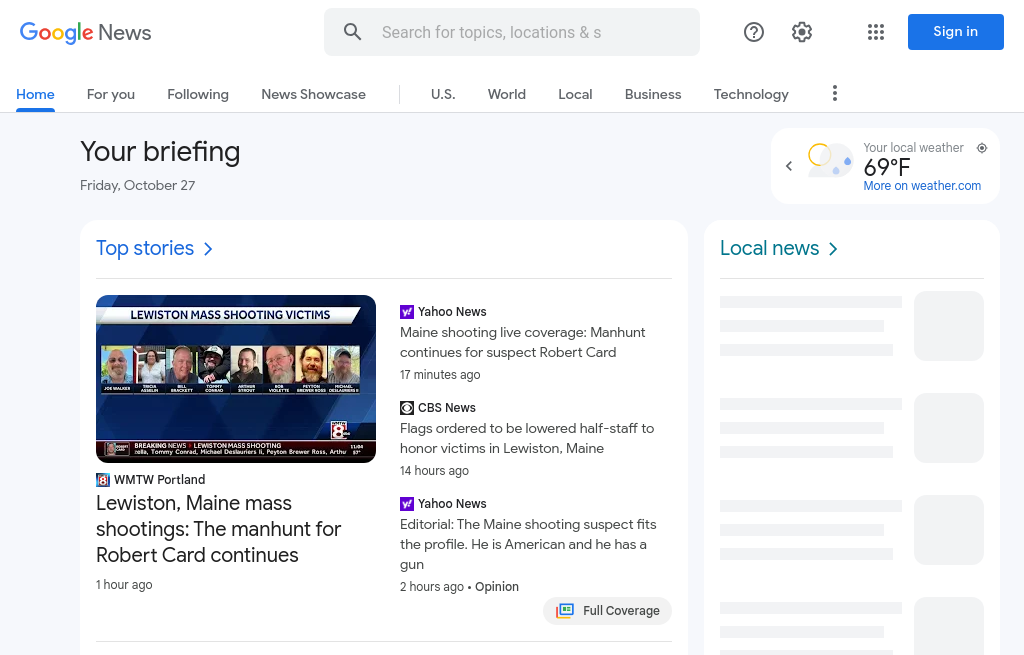 Google News
Search for topics, locations & s
Sign in
Home
For you
Following
News Showcase
U.S.
World
Local
Business
Technology
Your briefing
Friday, October 27
Your local weather
69°F
More on weather.com
Top stories
LEWISTON MASS SHOOTING VICTIMS
JOE WALKER
TRICIA ASSELIN
BILL BRACKETT
TOMMY CONRAD
ARTHUR STROUT
BOB VIOLETTE
PEYTON BREWER ROSS
MICHAEL DESLAURIERS II
8
BREAKING NEWS LEWISTON MASS SHOOTING 11:04
ella, Tommy Conrad, Michael Deslauriers II, Peyton Brewer Ross, Arthu 57°
WMTW Portland
Lewiston, Maine mass
shootings: The manhunt for
Robert Card continues
1 hour ago
Yahoo News
Maine shooting live coverage: Manhunt
continues for suspect Robert Card
17 minutes ago
CBS News
Flags ordered to be lowered half-staff to
honor victims in Lewiston, Maine
14 hours ago
Yahoo News
Editorial: The Maine shooting suspect fits
the profile. He is American and he has a
gun
2 hours ago • Opinion
Full Coverage
Local news